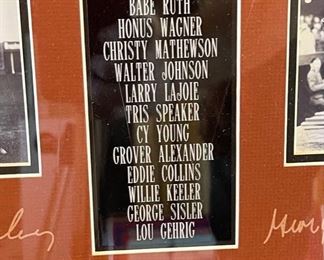 BABE RUTH
HONUS WAGNER
CHRISTY MATHEWSON
WALTER JOHNSON
LARRY LAJOIE
TRIS SPEAKER
CY YOUNG
GROVER ALEXANDER
EDDIE COLLINS
WILLIE KEELER
GEORGE SISLER
LOU GEHRIG